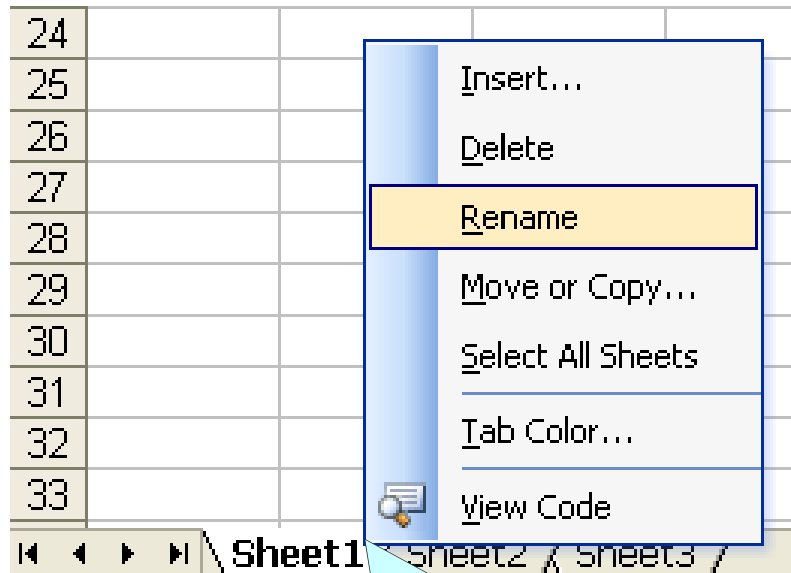 24
25
26
27
28
29
30
31
32
33
Insert...
Delete
Rename
Move or Copy...
Select All Sheets
Tab Color...
View Code
Sheet1 Sheet2 Sheet3